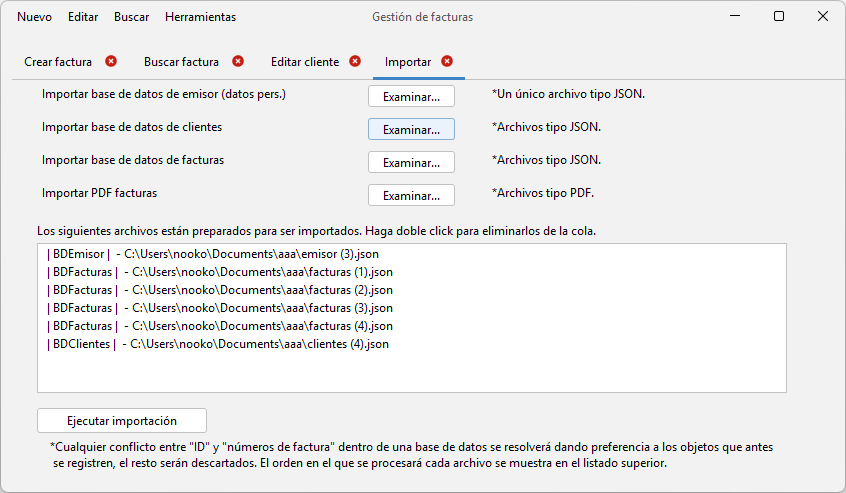 Nuevo Editar Buscar Herramientas Gestión de facturas
Crear factura Buscar factura Editar cliente Importar
Importar base de datos de emisor (datos pers.) Examinar... *Un único archivo tipo JSON.
Importar base de datos de clientes Examinar... *Archivos tipo JSON.
Importar base de datos de facturas Examinar... *Archivos tipo JSON.
Importar PDF facturas Examinar... *Archivos tipo PDF.
Los siguientes archivos están preparados para ser importados. Haga doble click para eliminarlos de la cola.
| BDEmisor | - C:\Users\nooko\Documents\aaa\emisor (3).json
| BDFacturas | - C:\Users\nooko\Documents\aaa\facturas (1).json
| BDFacturas | - C:\Users\nooko\Documents\aaa\facturas (2).json
| BDFacturas | - C:\Users\nooko\Documents\aaa\facturas (3).json
| BDFacturas | - C:\Users\nooko\Documents\aaa\facturas (4).json
| BDClientes | - C:\Users\nooko\Documents\aaa\clientes (4).json
Ejecutar importación
*Cualquier conflicto entre "ID" y "números de factura" dentro de una base de datos se resolverá dando preferencia a los objetos que antes
se registren, el resto serán descartados. El orden en el que se procesará cada archivo se muestra en el listado superior.